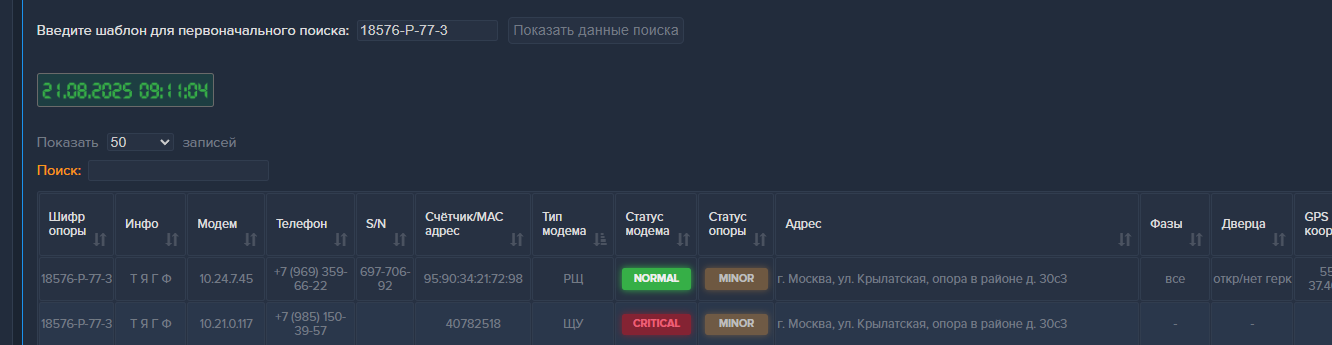 Введите шаблон для первоначального поиска: 18576-Р-77-3 Показать данные поиска
21.08.2025 09:11:04
Показать 50 записей
Поиск:
Шифр опоры Инфо Модем Телефон S/N Счётчик/MAC адрес Тип модема Статус модема Статус опоры Адрес Фазы Дверца GPS коор
18576-Р-77-3 Т Я Г Ф 10.24.7.45 +7 (969) 359-66-22 697-706-92 95:90:34:21:72:98 РЩ NORMAL MINOR г. Москва, ул. Крылатская, опора в районе д. 30с3 все откр/нет герк 55 37.40
18576-Р-77-3 Т Я Г Ф 10.21.0.117 +7 (985) 150-39-57 40782518 ЩУ CRITICAL MINOR г. Москва, ул. Крылатская, опора в районе д. 30с3 - -